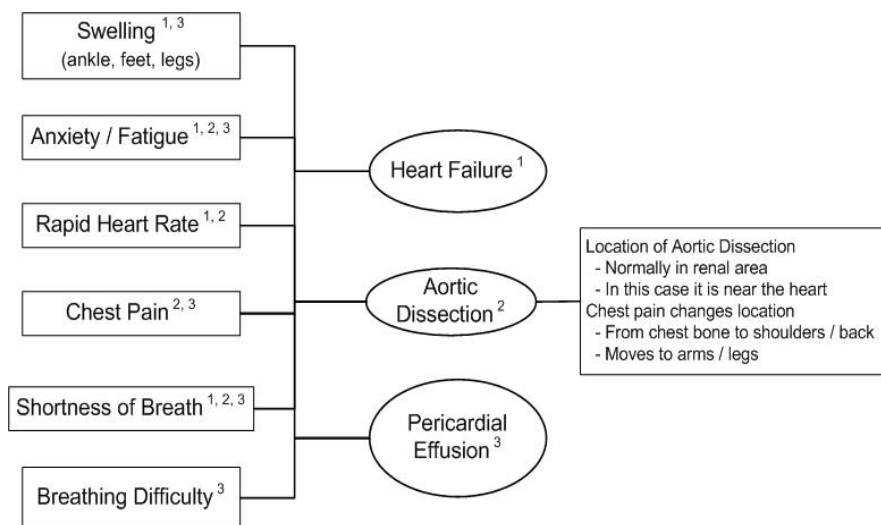 Swelling 1, 3
(ankle, feet, legs)
Anxiety / Fatigue 1, 2, 3
Rapid Heart Rate 1, 2
Chest Pain 2, 3
Shortness of Breath 1, 2, 3
Breathing Difficulty 3
Heart Failure 1
Aortic
Dissection 2
Pericardial
Effusion 3
Location of Aortic Dissection
- Normally in renal area
- In this case it is near the heart
Chest pain changes location
- From chest bone to shoulders / back
- Moves to arms / legs